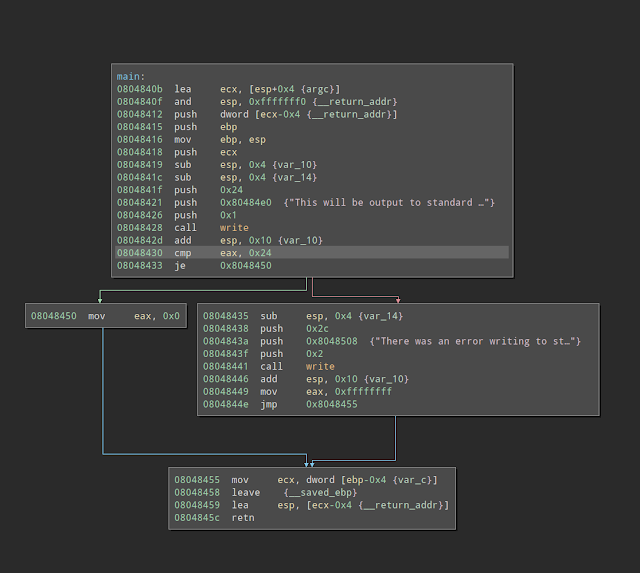 main:
0804840b lea ecx, [esp+0x4 {argc}]
0804840f and esp, 0xfffffff0 {__return_addr}
08048412 push dword [ecx-0x4 {__return_addr}]
08048415 push ebp
08048416 mov ebp, esp
08048418 push ecx
08048419 sub esp, 0x4 {var_10}
0804841c sub esp, 0x4 {var_14}
0804841f push 0x24
08048421 push 0x80484e0 {"This will be output to standard …"}
08048426 push 0x1
08048428 call write
0804842d add esp, 0x10 {var_10}
08048430 cmp eax, 0x24
08048433 je 0x8048450
08048450 mov eax, 0x0
08048435 sub esp, 0x4 {var_14}
08048438 push 0x2c
0804843a push 0x8048508 {"There was an error writing to st…"}
0804843f push 0x2
08048441 call write
08048446 add esp, 0x10 {var_10}
08048449 mov eax, 0xffffffff
0804844e jmp 0x8048455
08048455 mov ecx, dword [ebp-0x4 {var_c}]
08048458 leave {__saved_ebp}
08048459 lea esp, [ecx-0x4 {__return_addr}]
0804845c retn